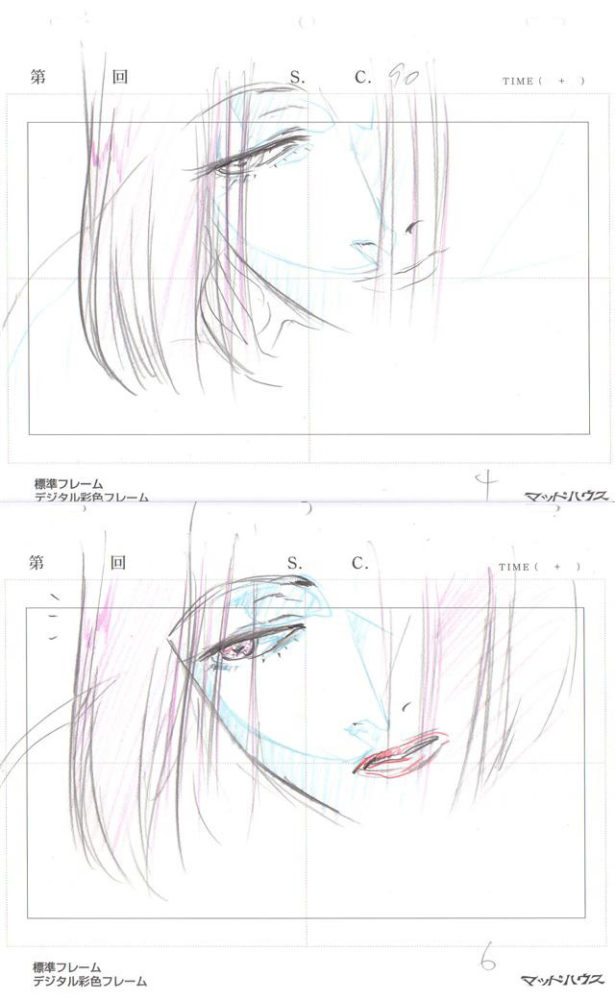 第 回 S. C. 90 TIME ( + )
標準フレーム 4
デジタル彩色フレーム マッドハウス
第 回 S. C. TIME ( + )
6
標準フレーム
デジタル彩色フレーム マッドハウス